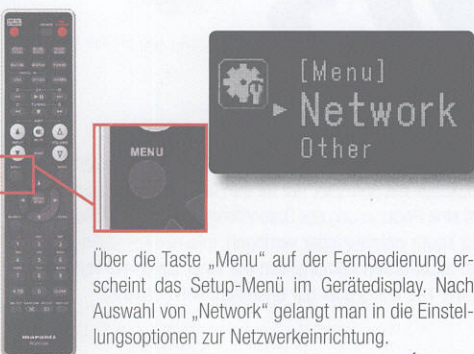 [Menu]
Network
Other
MENU
marantz
Über die Taste „Menu“ auf der Fernbedienung er-
scheint das Setup-Menü im Gerätedisplay. Nach
Auswahl von „Network“ gelangt man in die Einstel-
lungsoptionen zur Netzwerkeinrichtung.